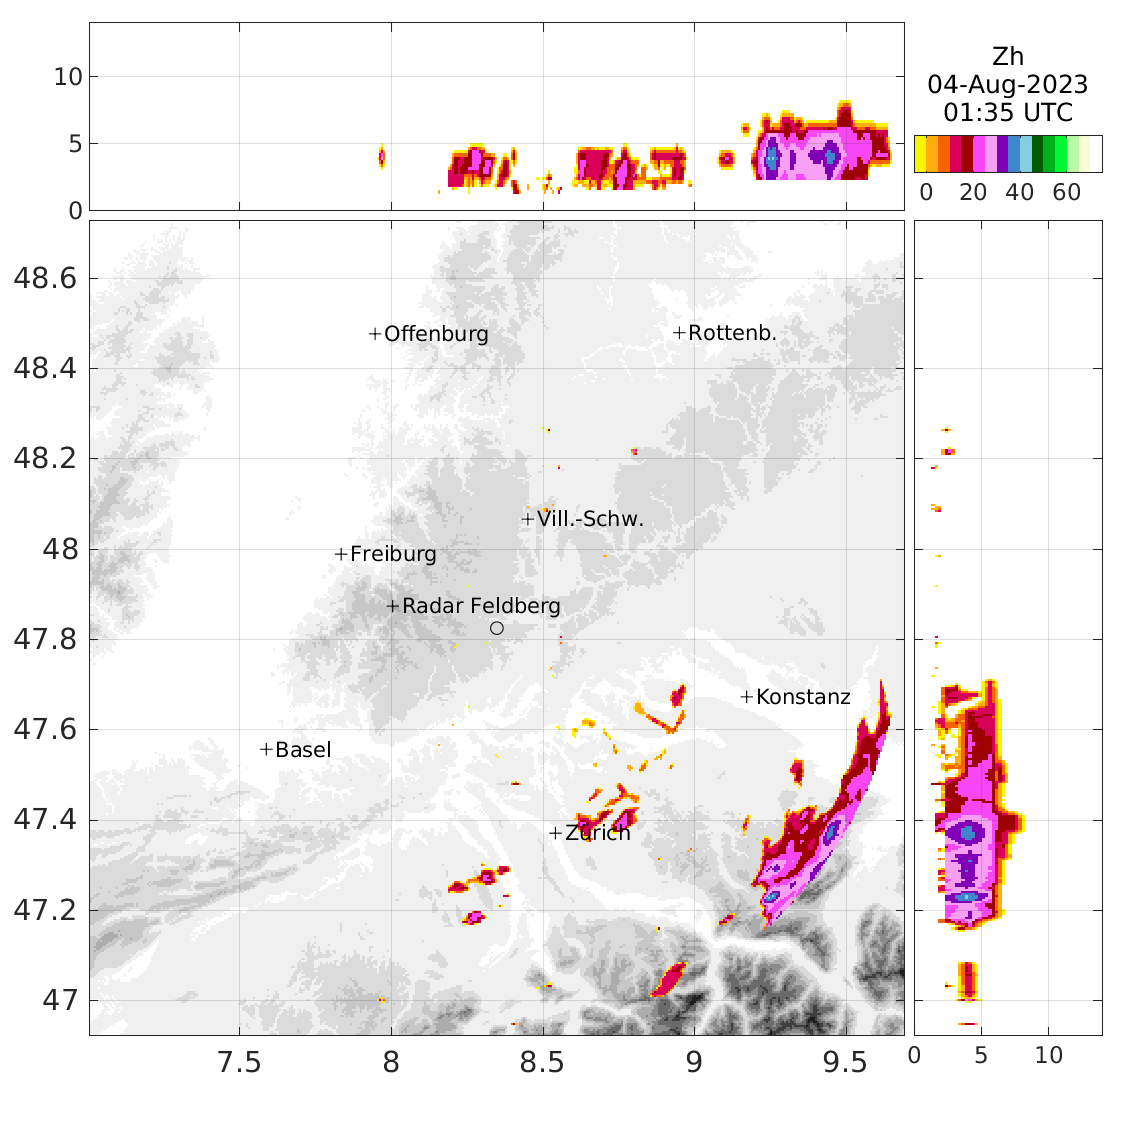 Zh
04-Aug-2023
01:35 UTC
0 20 40 60
10
5
0
48.6
48.4
48.2
48
47.8
47.6
47.4
47.2
47
Offenburg
Rottenb.
Vill.-Schw.
Freiburg
Radar Feldberg
Konstanz
Basel
Zürich
7.5 8 8.5 9 9.5
0 5 10